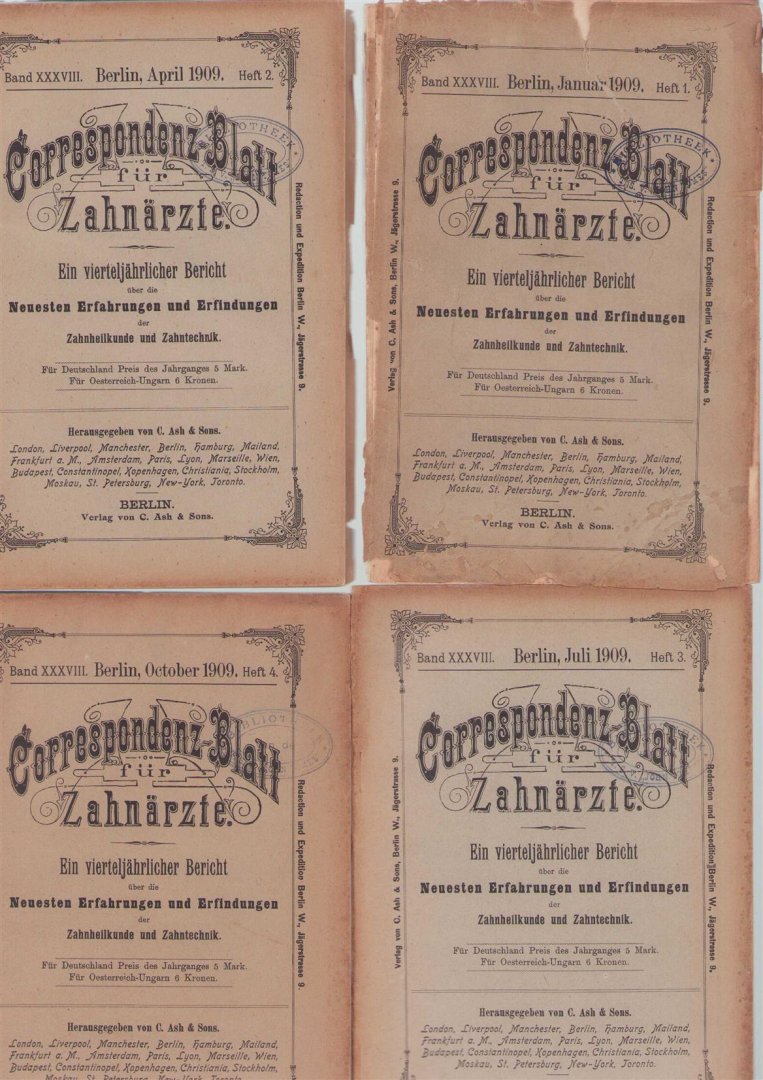 Band XXXVIII. Berlin, April 1909. Heft 2.
Correspondenz-Blatt
für
Zahnärzte.
Ein vierteljährlicher Bericht
über die
Neuesten Erfahrungen und Erfindungen
der
Zahnheilkunde und Zahntechnik.
Für Deutschland Preis des Jahrganges 5 Mark.
Für Oesterreich-Ungarn 6 Kronen.
Herausgegeben von C. Ash & Sons.
London, Liverpool, Manchester, Berlin, Hamburg, Mailand,
Frankfurt a. M., Amsterdam, Paris, Lyon, Marseille, Wien,
Budapest, Constantinopel, Kopenhagen, Christiania, Stockholm,
Moskau, St. Petersburg, New-York, Toronto.
BERLIN.
Verlag von C. Ash & Sons.
Redaction und Expedition Berlin W., Jägerstrasse 9.
Band XXXVIII. Berlin, Januar 1909. Heft 1.
Correspondenz-Blatt
BIBLIOTHEEK
für
Zahnärzte.
Ein vierteljährlicher Bericht
über die
Neuesten Erfahrungen und Erfindungen
der
Zahnheilkunde und Zahntechnik.
Für Deutschland Preis des Jahrganges 5 Mark.
Für Oesterreich-Ungarn 6 Kronen.
Herausgegeben von C. Ash & Sons.
London, Liverpool, Manchester, Berlin, Hamburg, Mailand,
Frankfurt a. M., Amsterdam, Paris, Lyon, Marseille, Wien,
Budapest, Constantinopel, Kopenhagen, Christiania, Stockholm,
Moskau, St. Petersburg, New-York, Toronto.
BERLIN.
Verlag von C. Ash & Sons.
Verlag von C. Ash & Sons, Berlin W., Jägerstrasse 9.
Redaction und Expedition Berlin W., Jägerstrasse 9.
Band XXXVIII. Berlin, October 1909. Heft 4.
Correspondenz-Blatt
für
Zahnärzte.
Ein vierteljährlicher Bericht
über die
Neuesten Erfahrungen und Erfindungen
der
Zahnheilkunde und Zahntechnik.
Für Deutschland Preis des Jahrganges 5 Mark.
Für Oesterreich-Ungarn 6 Kronen.
Herausgegeben von C. Ash & Sons.
London, Liverpool, Manchester, Berlin, Hamburg, Mailand,
Frankfurt a. M., Amsterdam, Paris, Lyon, Marseille, Wien,
Budapest, Constantinopel, Kopenhagen, Christiania, Stockholm,
Moskau, St. Petersburg, New-York, Toronto.
Redaction und Expedition Berlin W., Jägerstrasse 9.
Band XXXVIII. Berlin, Juli 1909. Heft 3.
Correspondenz-Blatt
für
Zahnärzte.
Ein vierteljährlicher Bericht
über die
Neuesten Erfahrungen und Erfindungen
der
Zahnheilkunde und Zahntechnik.
Für Deutschland Preis des Jahrganges 5 Mark.
Für Oesterreich-Ungarn 6 Kronen.
Herausgegeben von C. Ash & Sons.
London, Liverpool, Manchester, Berlin, Hamburg, Mailand,
Frankfurt a. M., Amsterdam, Paris, Lyon, Marseille, Wien,
Budapest, Constantinopel, Kopenhagen, Christiania, Stockholm,
Moskau, St. Petersburg, New-York, Toronto.
Verlag von C. Ash & Sons, Berlin W., Jägerstrasse 9.
Redaction und Expedition Berlin W., Jägerstrasse 9.